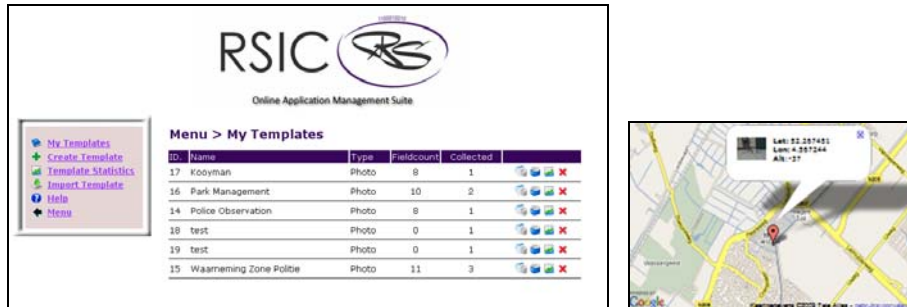 RSIC RS
Online Application Management Suite
My Templates
Create Template
Template Statistics
Import Template
Help
Menu
Menu > My Templates
ID. Name Type Fieldcount Collected
17 Kooyman Photo 8 1
16 Park Management Photo 10 2
14 Police Observation Photo 8 1
18 test Photo 0 1
19 test Photo 0 1
15 Waarneming Zone Politie Photo 11 3
Lat: 52.257451
Lon: 4.557244
Alt: -37
Google